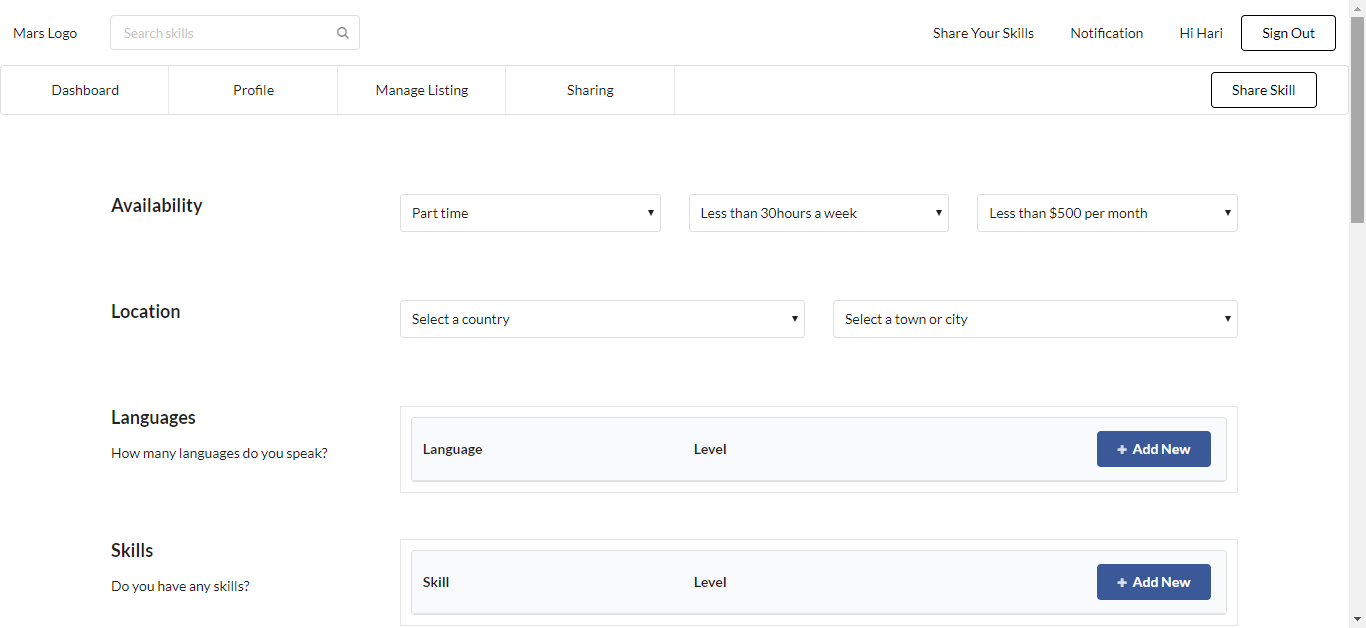 Mars Logo Search skills Share Your Skills Notification Hi Hari Sign Out
Dashboard Profile Manage Listing Sharing Share Skill
Availability Part time Less than 30hours a week Less than $500 per month
Location Select a country Select a town or city
Languages
How many languages do you speak?
Language Level + Add New
Skills
Do you have any skills?
Skill Level + Add New